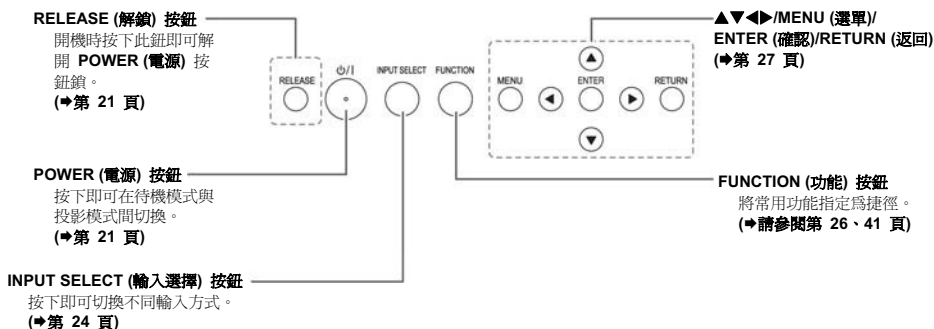 RELEASE (解鎖) 按鈕
開機時按下此鈕即可解
開 POWER (電源) 按
鈕鎖。
(➡第 21 頁)
POWER (電源) 按鈕
按下即可在待機模式與
投影模式間切換。
(➡第 21 頁)
INPUT SELECT (輸入選擇) 按鈕
按下即可切換不同輸入方式。
(➡第 24 頁)
RELEASE
⏻/|
INPUT SELECT
FUNCTION
MENU
ENTER
RETURN
▲▼◀▶/MENU (選單)/
ENTER (確認)/RETURN (返回)
(➡第 27 頁)
FUNCTION (功能) 按鈕
將常用功能指定爲捷徑。
(➡請參閱第 26、41 頁)